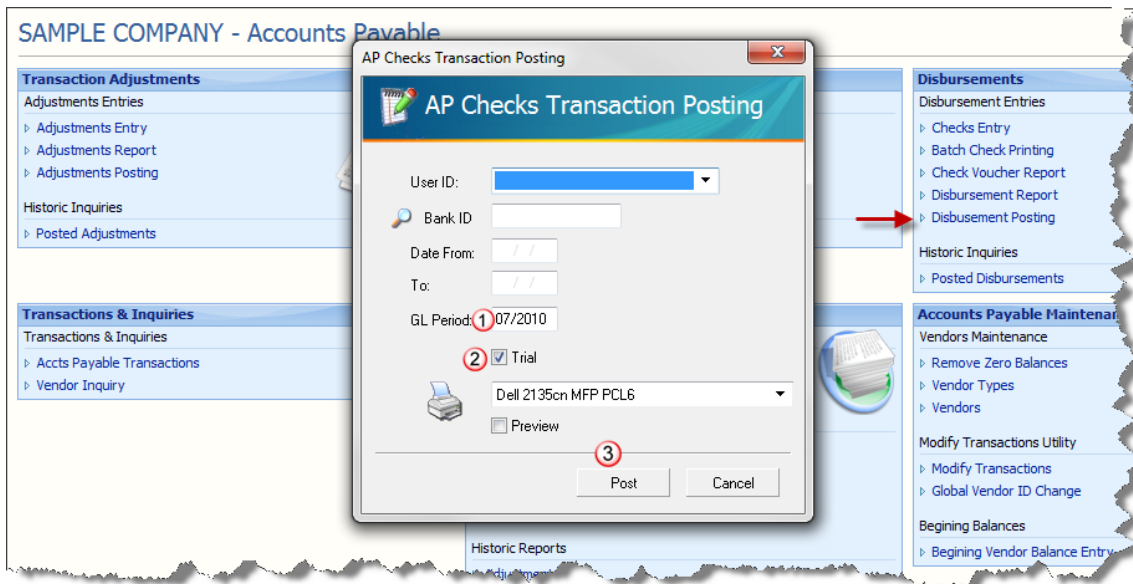 SAMPLE COMPANY - Accounts Payable
Transaction Adjustments
Adjustments Entries
Adjustments Entry
Adjustments Report
Adjustments Posting
Historic Inquiries
Posted Adjustments
Transactions & Inquiries
Transactions & Inquiries
Accts Payable Transactions
Vendor Inquiry
AP Checks Transaction Posting
AP Checks Transaction Posting
User ID:
Bank ID
Date From: / /
To: / /
GL Period: 1 07/2010
2 Trial
Dell 2135cn MFP PCL6
Preview
3
Post Cancel
Historic Reports
Disbursements
Disbursement Entries
Checks Entry
Batch Check Printing
Check Voucher Report
Disbursement Report
Disbusement Posting
Historic Inquiries
Posted Disbursements
Accounts Payable Maintenan
Vendors Maintenance
Remove Zero Balances
Vendor Types
Vendors
Modify Transactions Utility
Modify Transactions
Global Vendor ID Change
Begining Balances
Begining Vendor Balance Entry